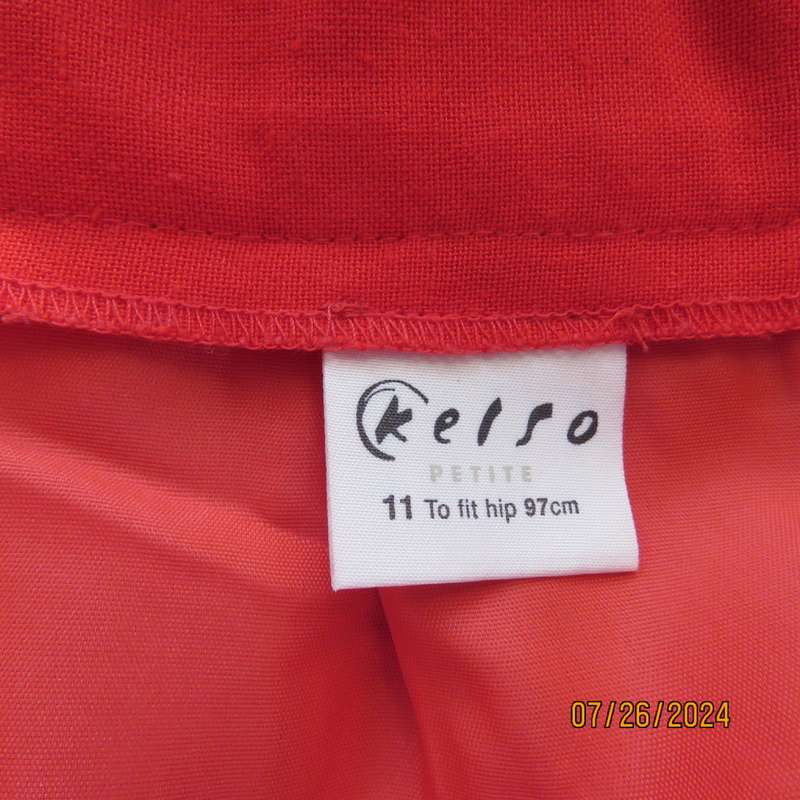 kelso
PETITE
11 To fit hip 97cm
07/26/2024